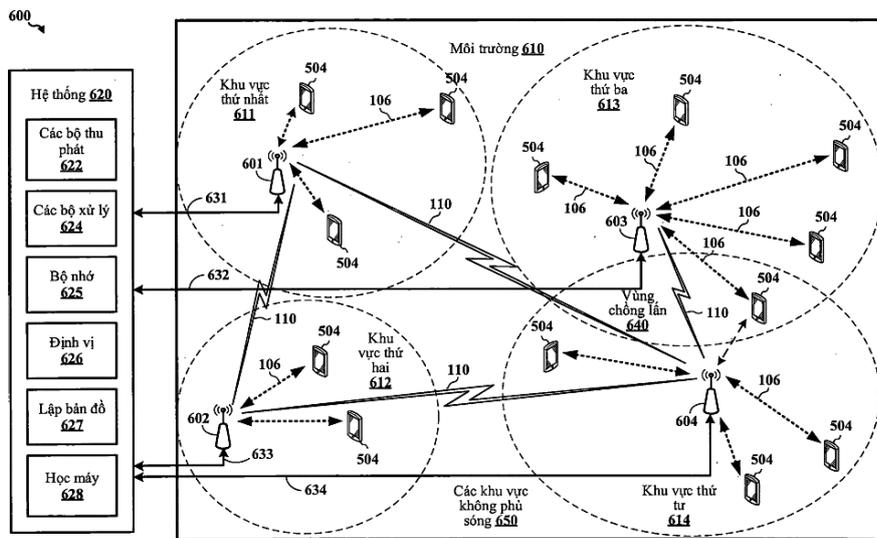 600
Hệ thống 620
Các bộ thu
phát
622
Các bộ xử lý
624
Bộ nhớ
625
Định vị
626
Lập bản đồ
627
Học máy
628
Môi trường 610
Khu vực
thứ nhất
611
504
504
106
601
504
631
110
632
110
Khu vực
thứ ba
613
504
504
504
106
106
106
106
603
504
106
504
Vùng
chồng lấn
640
110
Khu vực thứ
hai
612
504
106
602
504
633
110
634
504
604
106
504
504
Các khu vực
không phủ
sóng 650
Khu vực thứ
tư
614